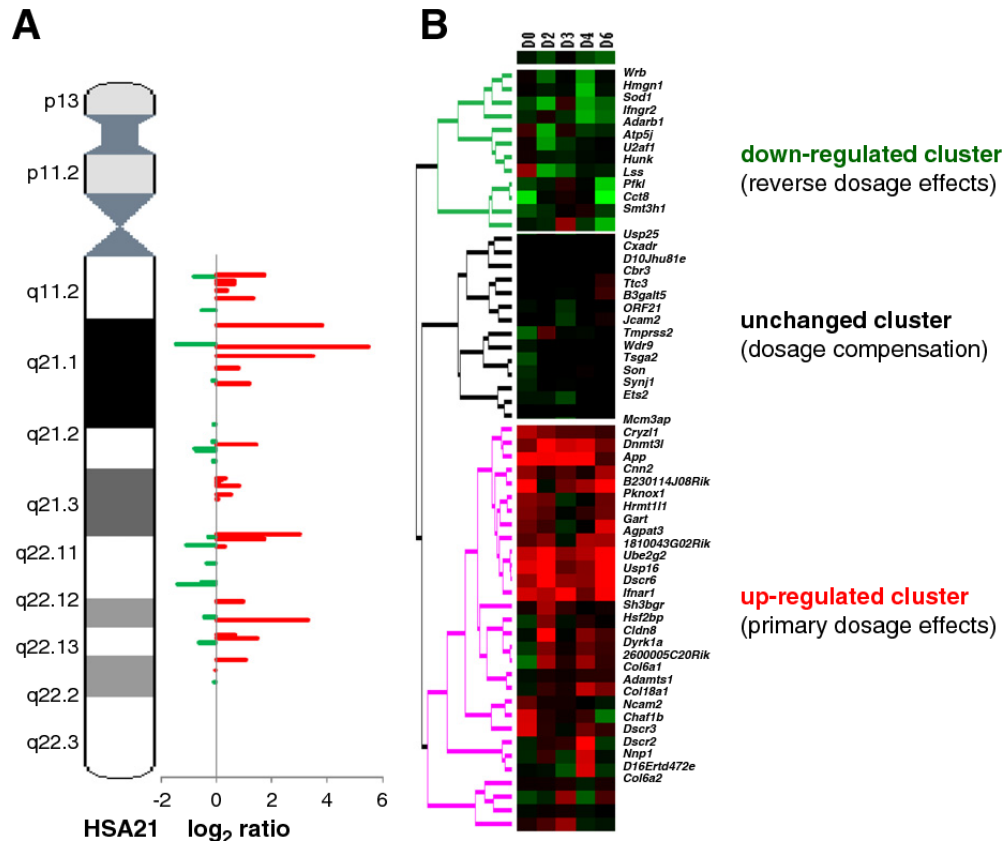 A
p13
p11.2
q11.2
q21.1
q21.2
q21.3
q22.11
q22.12
q22.13
q22.2
q22.3
-2 0 2 4 6
HSA21 log2 ratio
B
D0 D2 D3 D4 D6
Wrb
Hmgn1
Sod1
Ifngr2
Adarb1
Atp5j
U2af1
Hunk
Lss
Pfkl
Cct8
Smt3h1
Usp25
Cxadr
D10Jhu81e
Cbr3
Ttc3
B3galt5
ORF21
Jcam2
Tmprss2
Wdr9
Tsga2
Son
Synj1
Ets2
Mcm3ap
Cryzl1
Dnmt3l
App
Cnn2
B230114J08Rik
Pknox1
Hrmt1l1
Gart
Agpat3
1810043G02Rik
Ube2g2
Usp16
Dscr6
Ifnar1
Sh3bgr
Hsf2bp
Cldn8
Dyrk1a
2600005C20Rik
Col6a1
Adamts1
Col18a1
Ncam2
Chaf1b
Dscr3
Dscr2
Nnp1
D16Ertd472e
Col6a2
down-regulated cluster
(reverse dosage effects)
unchanged cluster
(dosage compensation)
up-regulated cluster
(primary dosage effects)